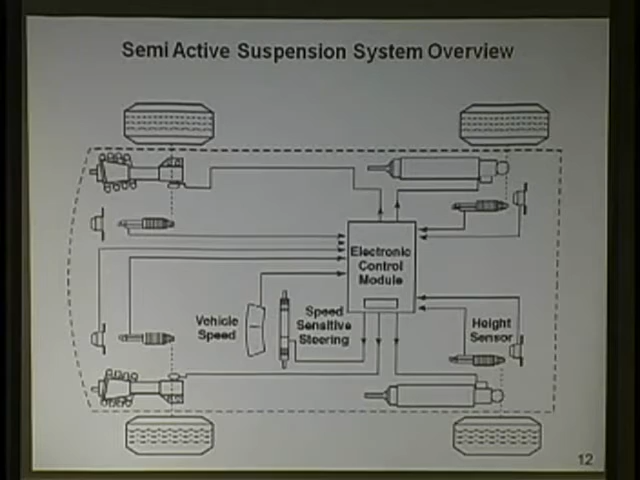 Semi Active Suspension System Overview
Electronic
Control
Module
Vehicle
Speed
Speed
Sensitive
Steering
Height
Sensor
12